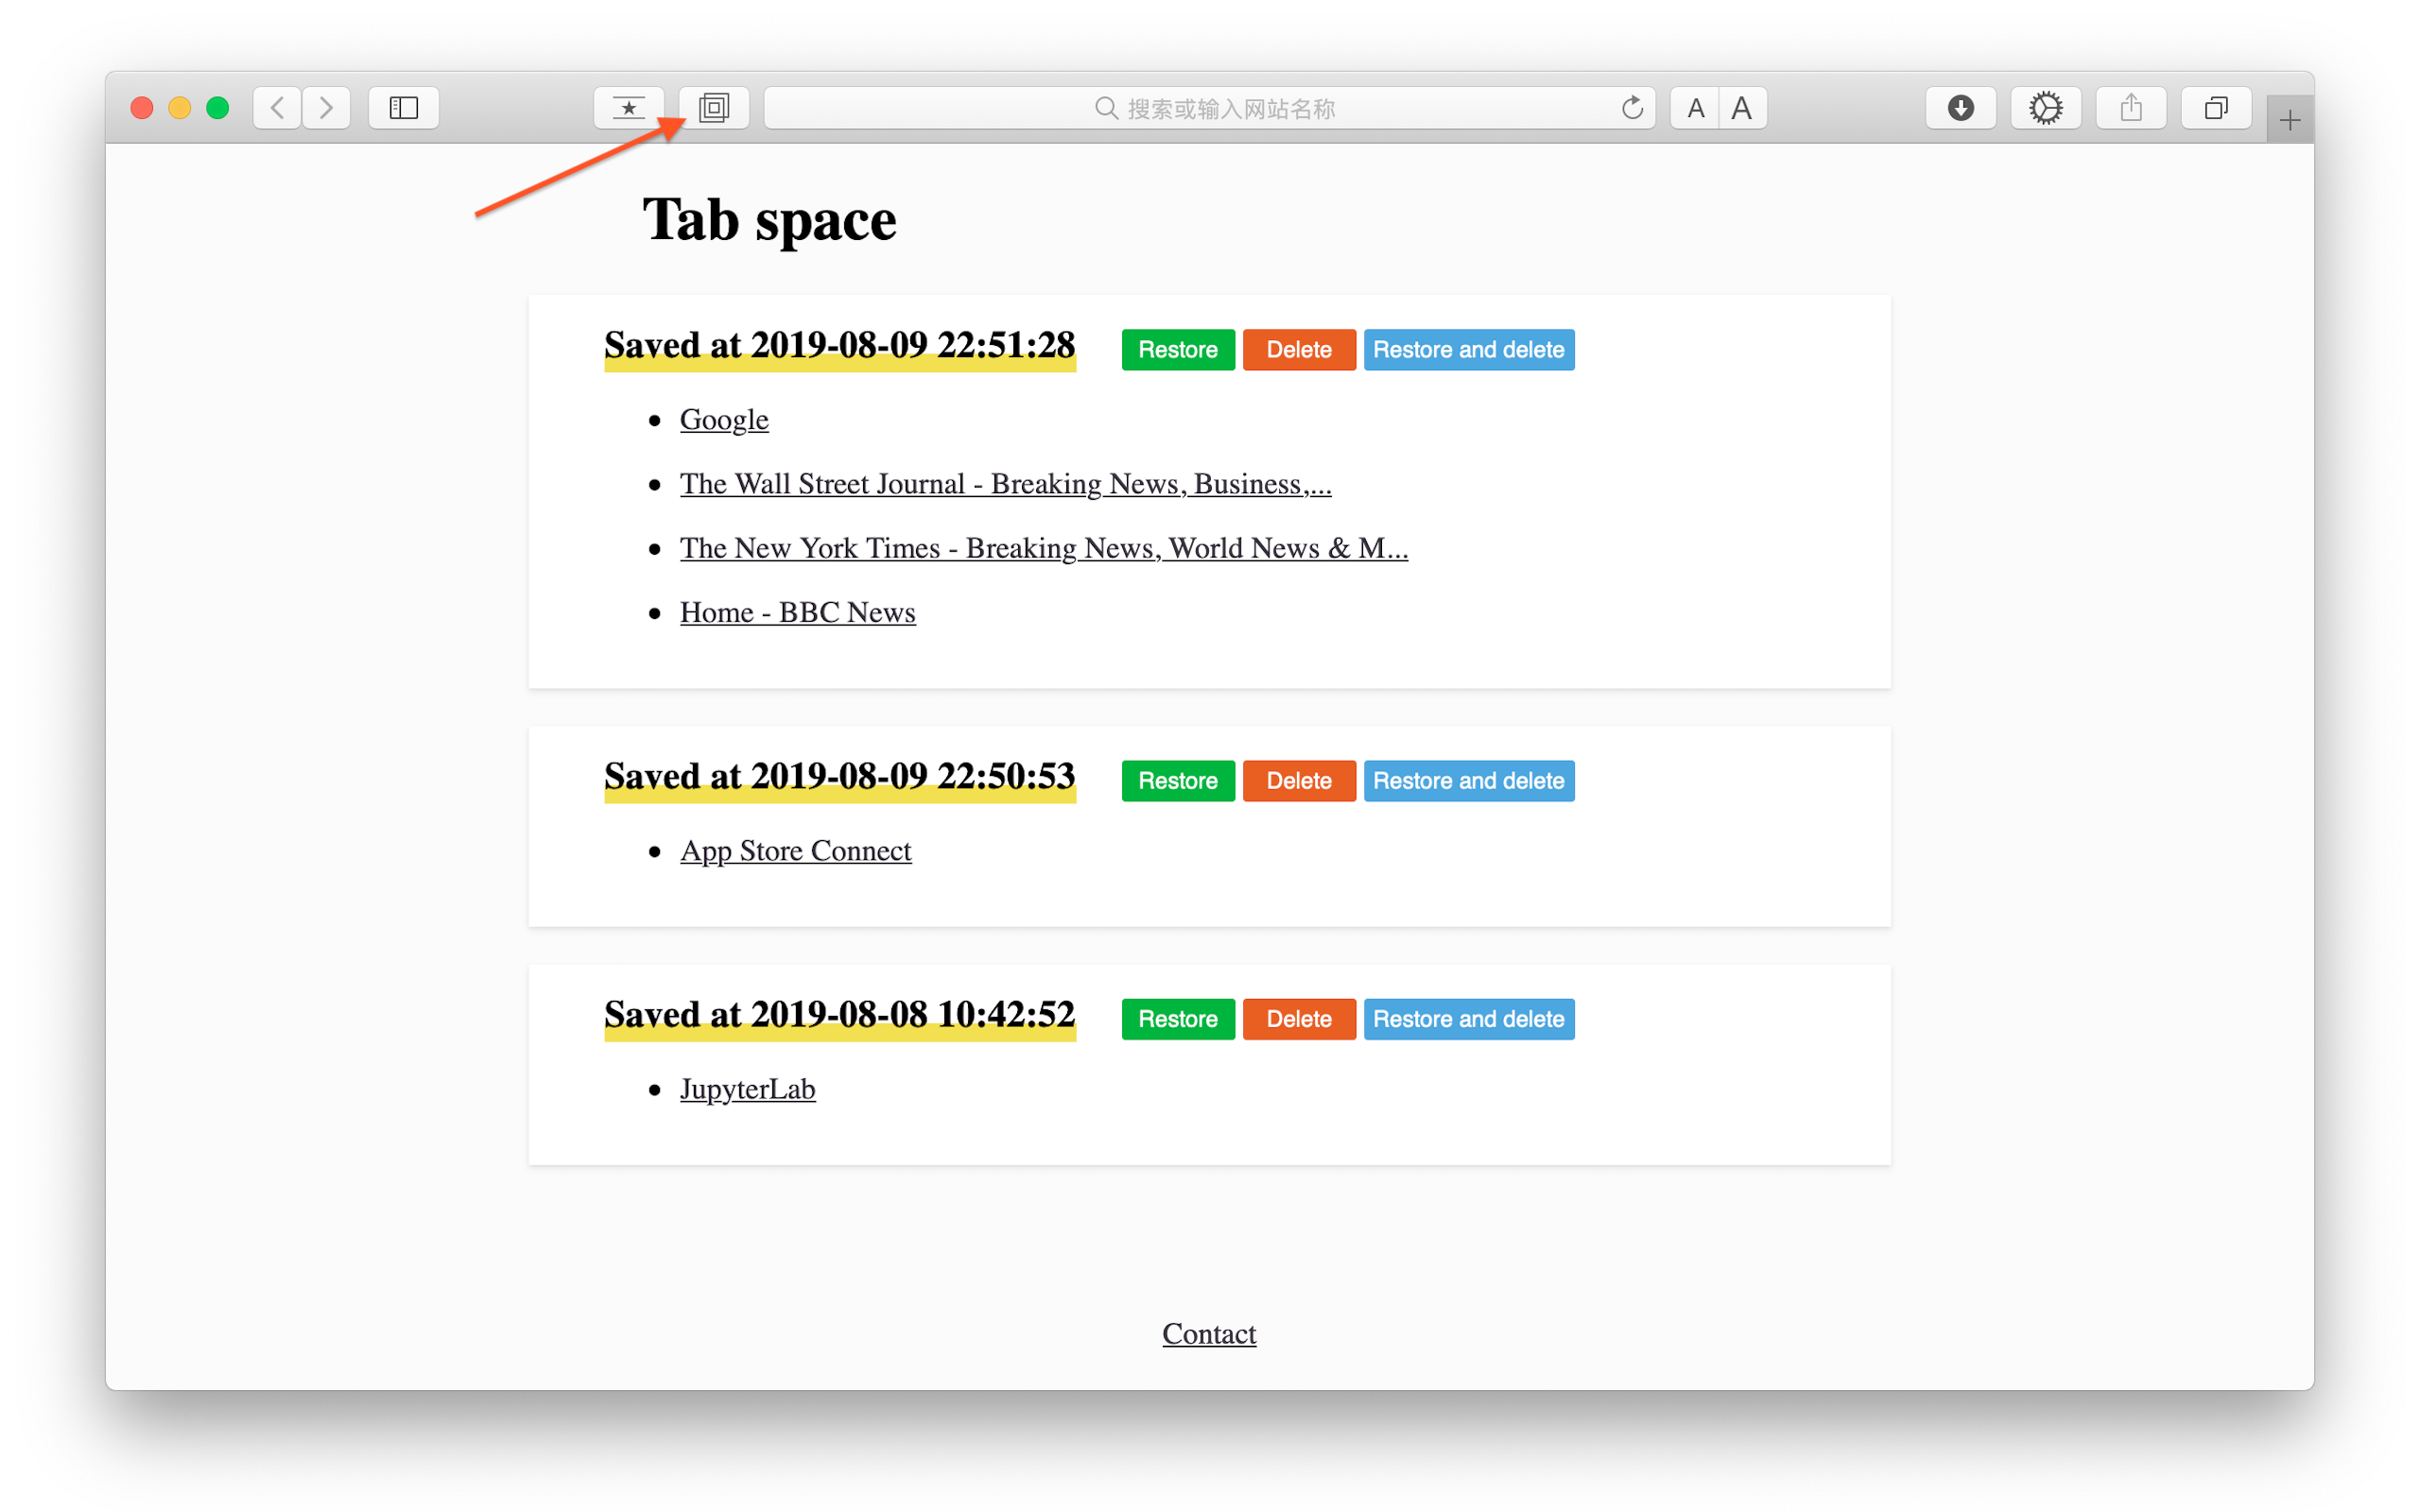 搜索或输入网站名称
A A
Tab space
Saved at 2019-08-09 22:51:28 Restore Delete Restore and delete
Google
The Wall Street Journal - Breaking News, Business,...
The New York Times - Breaking News, World News & M...
Home - BBC News
Saved at 2019-08-09 22:50:53 Restore Delete Restore and delete
App Store Connect
Saved at 2019-08-08 10:42:52 Restore Delete Restore and delete
JupyterLab
Contact